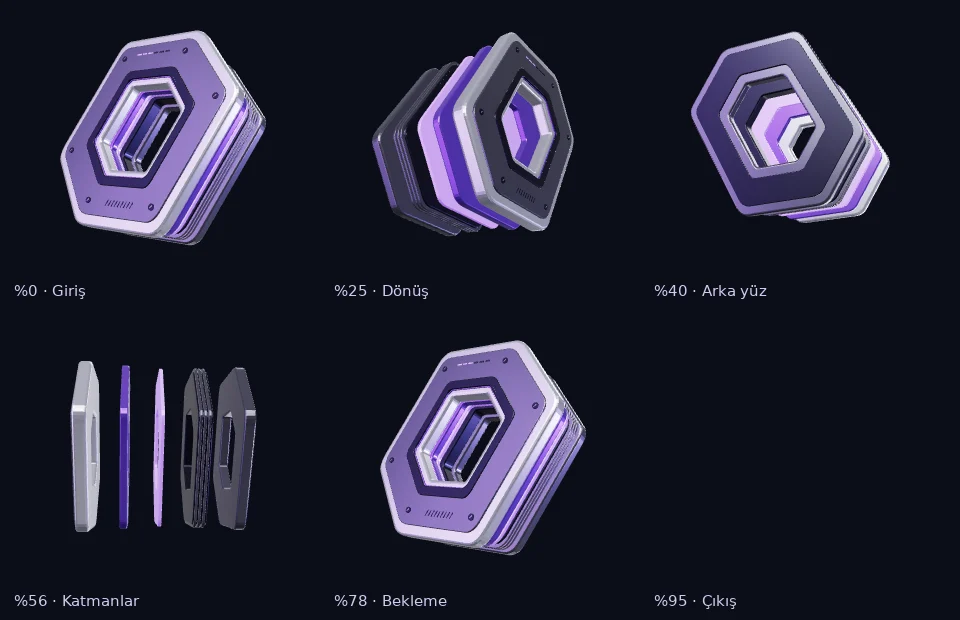 %0 · Giriş
%25 · Dönüş
%40 · Arka yüz
%56 · Katmanlar
%78 · Bekleme
%95 · Çıkış